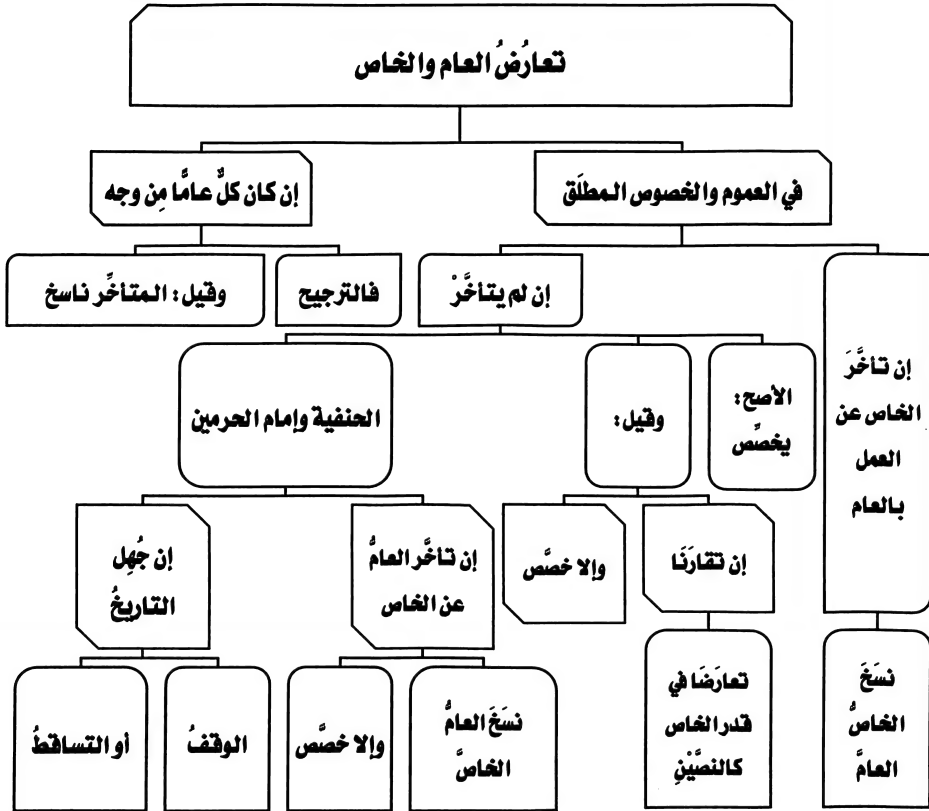 تعارُضُ العام والخاص
في العموم والخصوص المطلَق
إن كان كلٌّ عامًّا مِن وجه
إن تأخَّرَ
الخاص عن
العمل
بالعام
إن لم يتأخَّرْ
فالترجيح
وقيل: المتأخِّر ناسخ
الأصح:
يخصِّص
وقيل:
الحنفية وإمام الحرمين
إن تقارَنَا
وإلا خصَّص
إن تأخَّر العامُّ
عن الخاص
إن جُهِل
التاريخُ
نسَخَ
الخاصُّ
العامَّ
تعارَضَا في
قدر الخاص
كالنصَّيْنِ
نسَخَ العامُّ
الخاصَّ
وإلا خصَّص
الوقفُ
أو التساقطُ